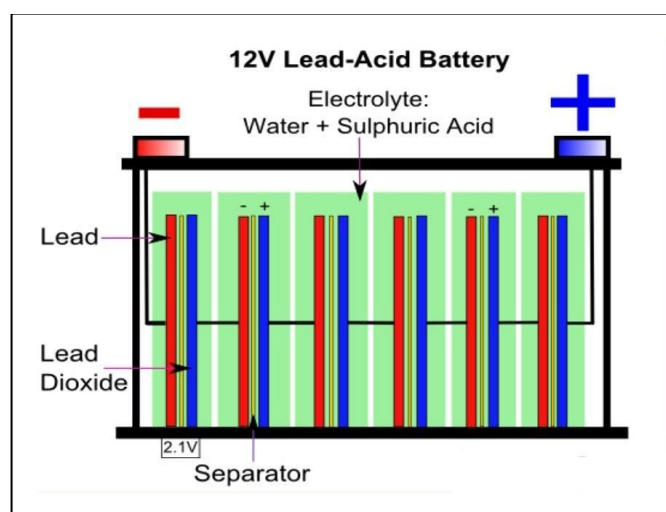 12V Lead-Acid Battery
Electrolyte:
Water + Sulphuric Acid
- +
- + - +
Lead
Lead
Dioxide
2.1V
Separator